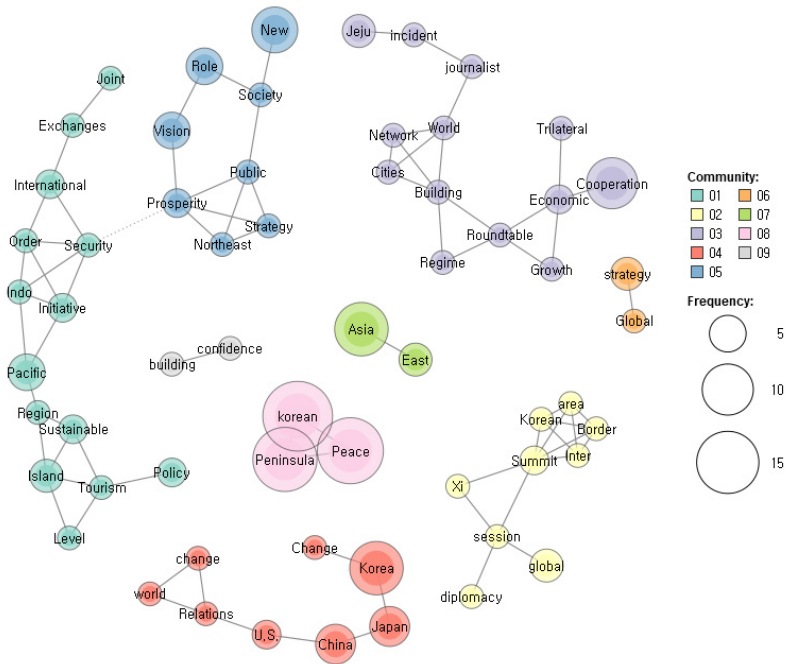 New
Jeju
incident
Role
journalist
Joint
Society
Exchanges
Vision
Network
World
Trilateral
International
Public
Cities
Cooperation
Prosperity
Building
Economic
Order
Security
Northeast
Strategy
Roundtable
Indo
Initiative
Regime
Growth
strategy
Global
Asia
East
confidence
building
Pacific
Region
Sustainable
korean
Peninsula
Peace
Island
Tourism
Policy
Level
area
Korean
Border
Summit
Inter
Xi
session
global
diplomacy
change
Change
Korea
world
Relations
U.S.
China
Japan
Community:
01 06
02 07
03 08
04 09
05
Frequency:
5
10
15